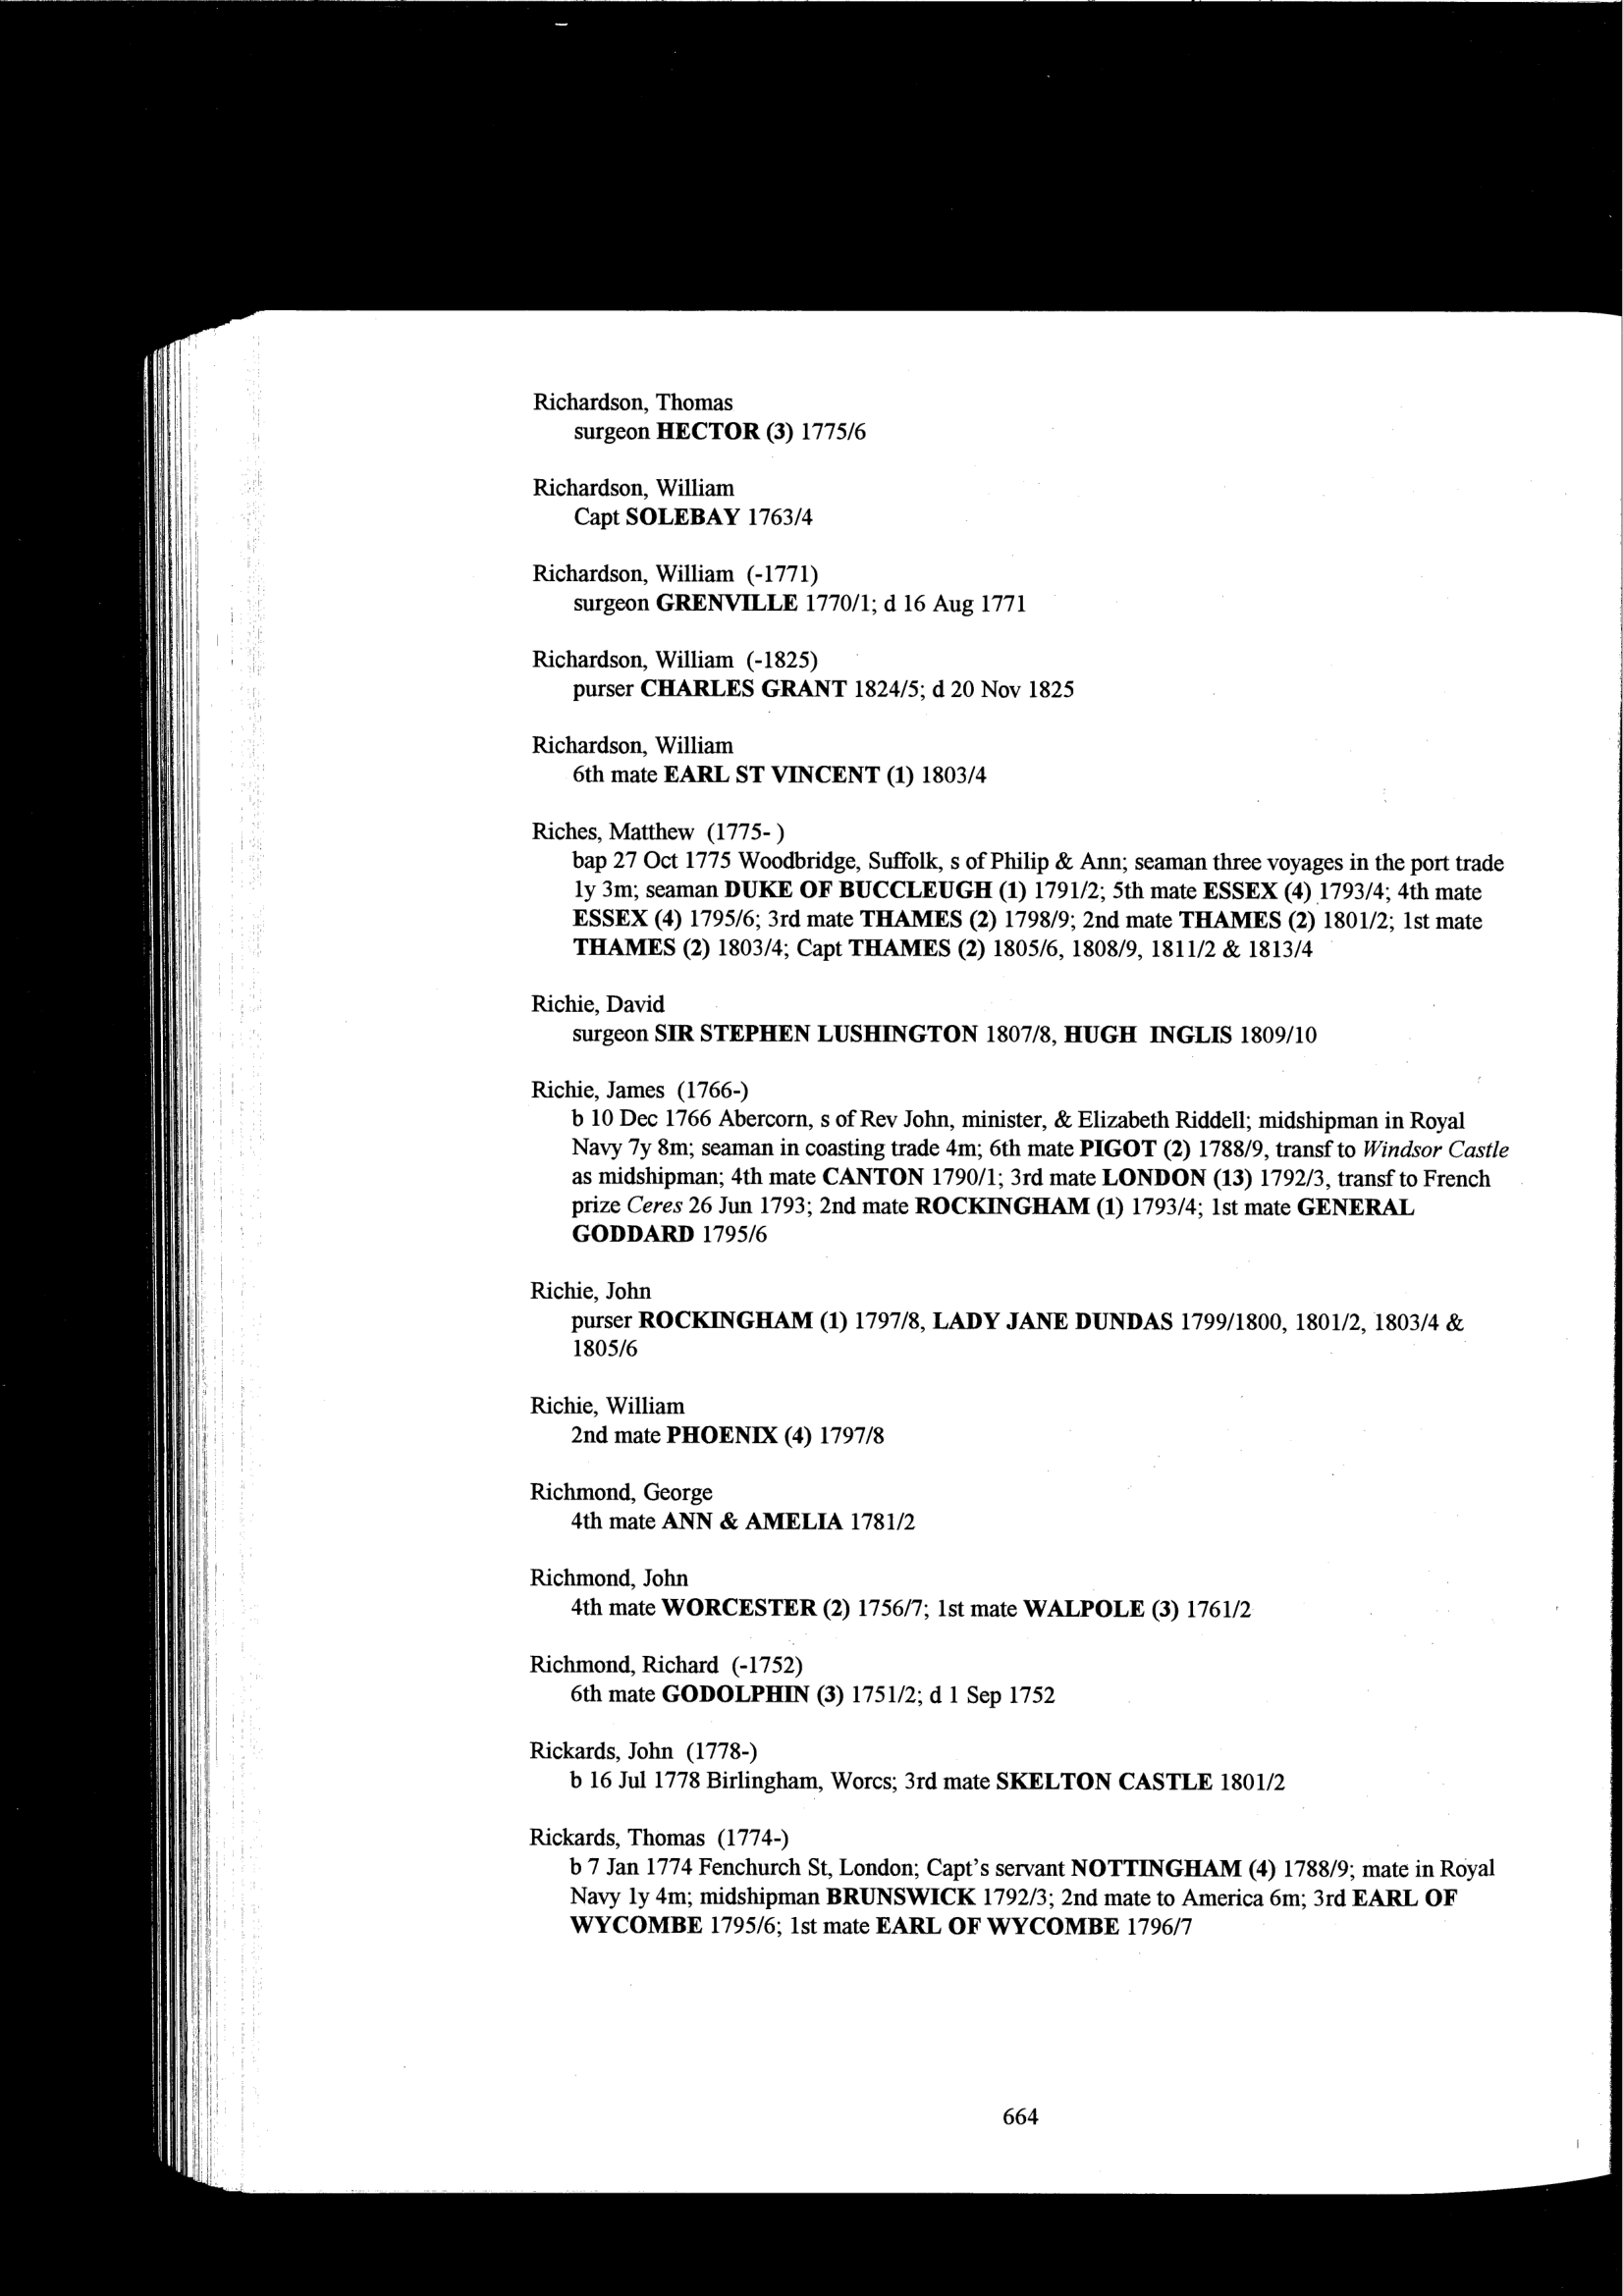 Richardson, Thomas
surgeon HECTOR (3) 1775/6
Richardson, William
Capt SOLEBAY 1763/4
Richardson, William (-1771)
surgeon GRENVILLE 1770/1; d 16 Aug 1771
Richardson, William (-1825)
purser CHARLES GRANT 1824/5; d 20 Nov 1825
Richardson, William
6th mate EARL ST VINCENT (1) 1803/4
Riches, Matthew (1775- )
bap 27 Oct 1775 Woodbridge, Suffolk, s of Philip & Ann; seaman three voyages in the port trade
1y 3m; seaman DUKE OF BUCCLEUGH (1) 1791/2; 5th mate ESSEX (4) 1793/4; 4th mate
ESSEX (4) 1795/6; 3rd mate THAMES (2) 1798/9; 2nd mate THAMES (2) 1801/2; 1st mate
THAMES (2) 1803/4; Capt THAMES (2) 1805/6, 1808/9, 1811/2 & 1813/4
Richie, David
surgeon SIR STEPHEN LUSHINGTON 1807/8, HUGH INGLIS 1809/10
Richie, James (1766-)
b 10 Dec 1766 Abercorn, s of Rev John, minister, & Elizabeth Riddell; midshipman in Royal
Navy 7y 8m; seaman in coasting trade 4m; 6th mate PIGOT (2) 1788/9, transf to Windsor Castle
as midshipman; 4th mate CANTON 1790/1; 3rd mate LONDON (13) 1792/3, transf to French
prize Ceres 26 Jun 1793; 2nd mate ROCKINGHAM (1) 1793/4; 1st mate GENERAL
GODDARD 1795/6
Richie, John
purser ROCKINGHAM (1) 1797/8, LADY JANE DUNDAS 1799/1800, 1801/2, 1803/4 &
1805/6
Richie, William
2nd mate PHOENIX (4) 1797/8
Richmond, George
4th mate ANN & AMELIA 1781/2
Richmond, John
4th mate WORCESTER (2) 1756/7; 1st mate WALPOLE (3) 1761/2
Richmond, Richard (-1752)
6th mate GODOLPHIN (3) 1751/2; d 1 Sep 1752
Rickards, John (1778-)
b 16 Jul 1778 Birlingham, Worcs; 3rd mate SKELTON CASTLE 1801/2
Rickards, Thomas (1774-)
b 7 Jan 1774 Fenchurch St, London; Capt's servant NOTTINGHAM (4) 1788/9; mate in Royal
Navy 1y 4m; midshipman BRUNSWICK 1792/3; 2nd mate to America 6m; 3rd EARL OF
WYCOMBE 1795/6; 1st mate EARL OF WYCOMBE 1796/7
664